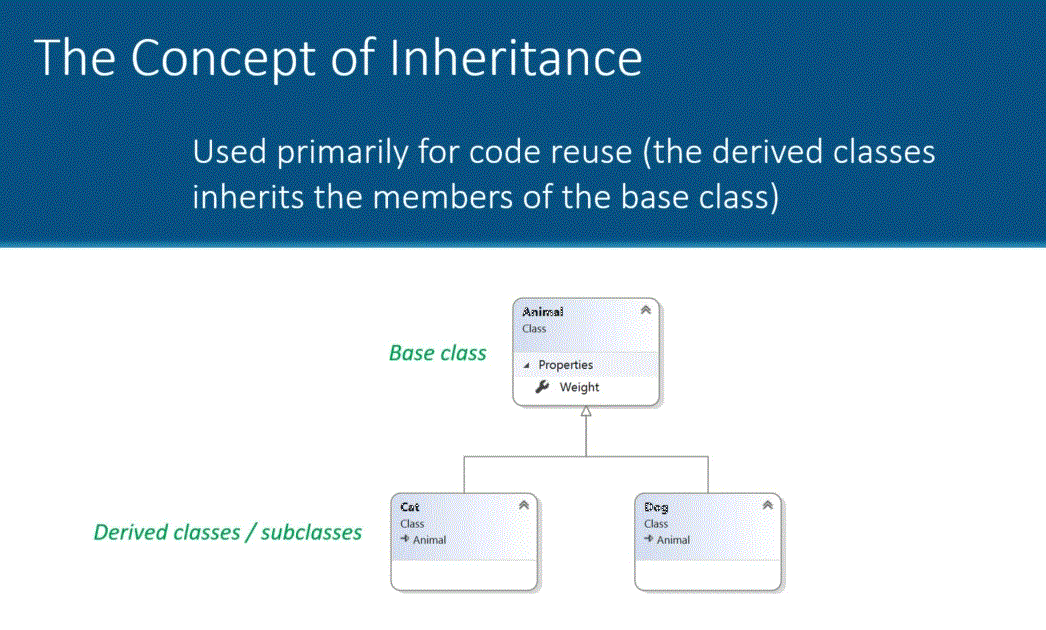 The Concept of Inheritance
Used primarily for code reuse (the derived classes
inherits the members of the base class)
Animal
Class
Base class
Properties
Weight
Derived classes / subclasses
Cat
Class
Animal
Dog
Class
Animal